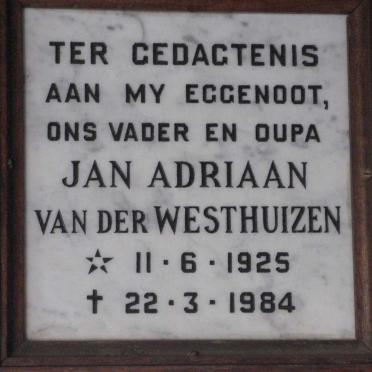 TER GEDAGTENIS
AAN MY EGGENOOT,
ONS VADER EN OUPA
JAN ADRIAAN
VAN DER WESTHUIZEN
☆ 11·6·1925
✝ 22·3·1984